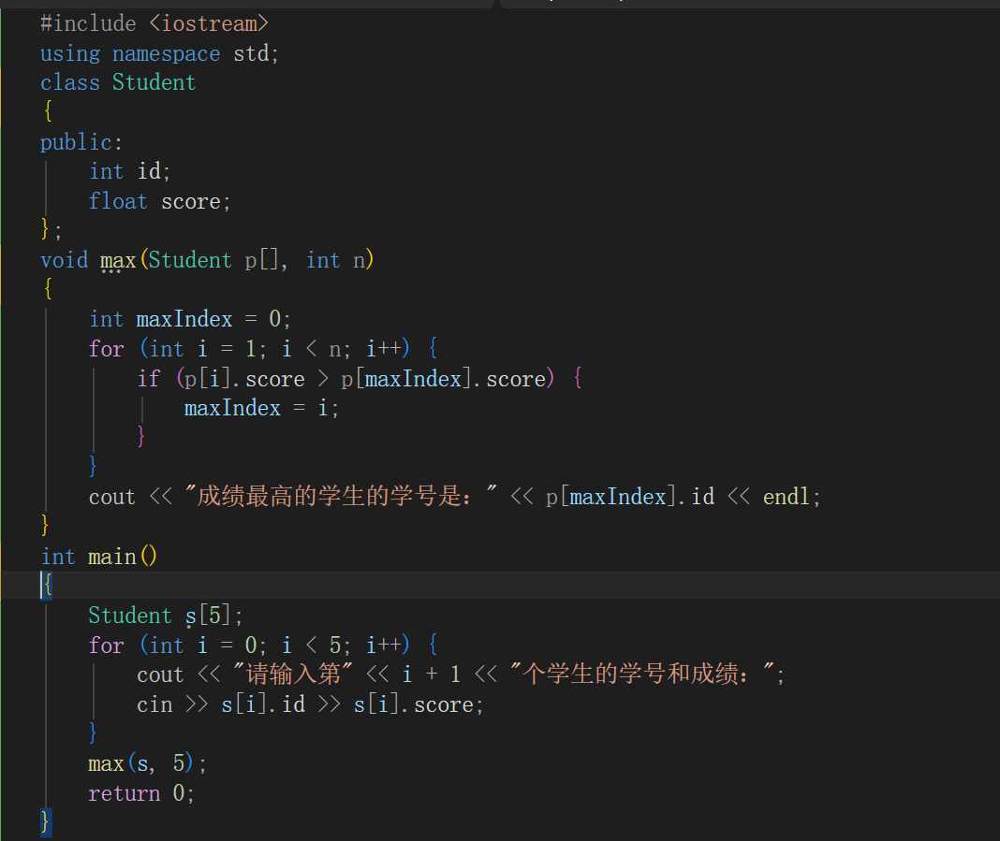 #include <iostream>
using namespace std;
class Student
{
public:
    int id;
    float score;
};
void max(Student p[], int n)
{
    int maxIndex = 0;
    for (int i = 1; i < n; i++) {
        if (p[i].score > p[maxIndex].score) {
            maxIndex = i;
        }
    }
    cout << "成绩最高的学生的学号是：" << p[maxIndex].id << endl;
}
int main()
{
    Student s[5];
    for (int i = 0; i < 5; i++) {
        cout << "请输入第" << i + 1 << "个学生的学号和成绩：";
        cin >> s[i].id >> s[i].score;
    }
    max(s, 5);
    return 0;
}